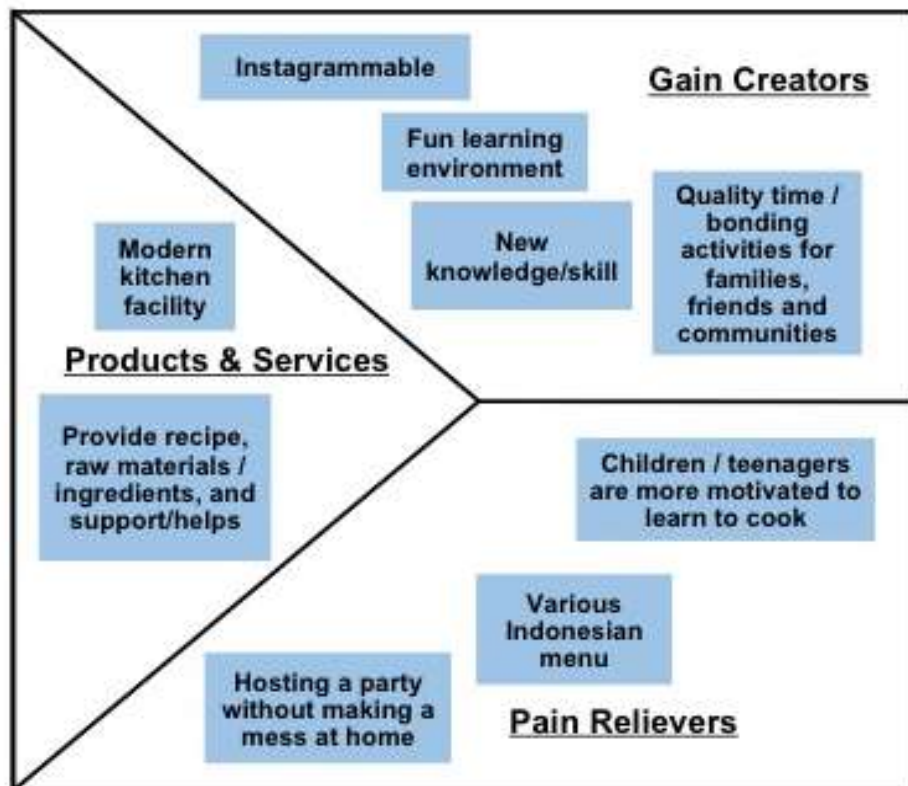 Instagrammable
Gain Creators
Fun learning
environment
Quality time /
bonding
activities for
families,
friends and
communities
New
knowledge/skill
Modern
kitchen
facility
Products & Services
Provide recipe,
raw materials /
ingredients, and
support/helps
Children / teenagers
are more motivated to
learn to cook
Various
Indonesian
menu
Hosting a party
without making a
mess at home
Pain Relievers